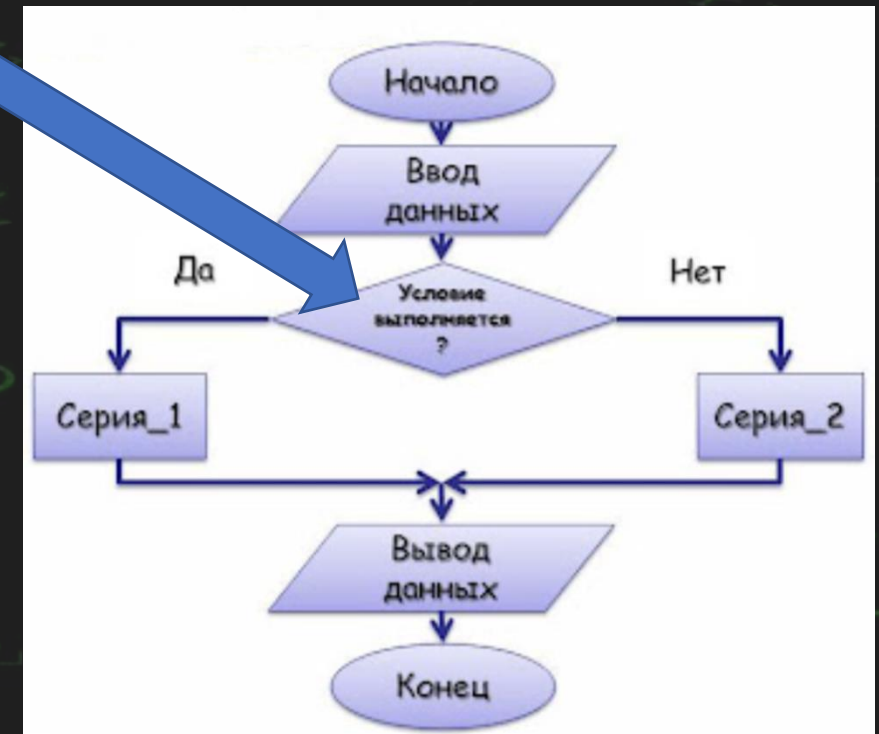 Начало
Ввод
данных
Да
Нет
Условие
выполняется
?
Серия_1
Серия_2
Вывод
данных
Конец